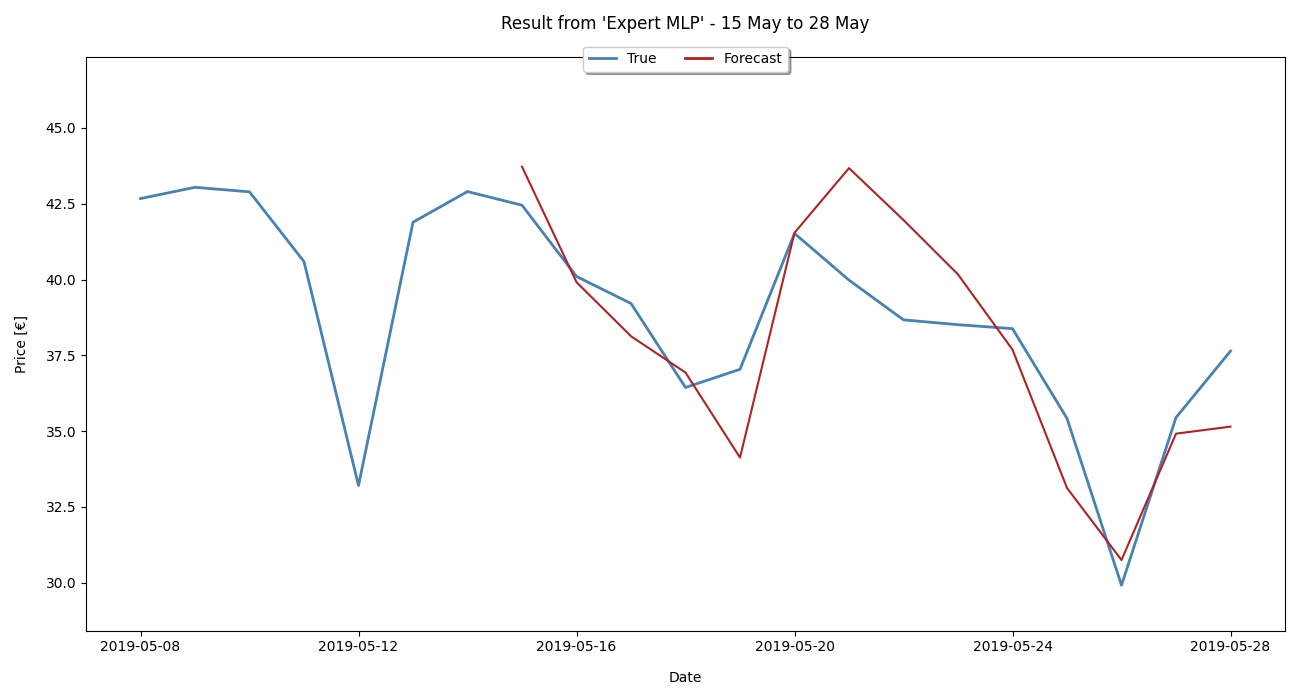 Result from 'Expert MLP' - 15 May to 28 May
True Forecast
45.0
42.5
40.0
37.5
35.0
32.5
30.0
Price [€]
2019-05-08 2019-05-12 2019-05-16 2019-05-20 2019-05-24 2019-05-28
Date